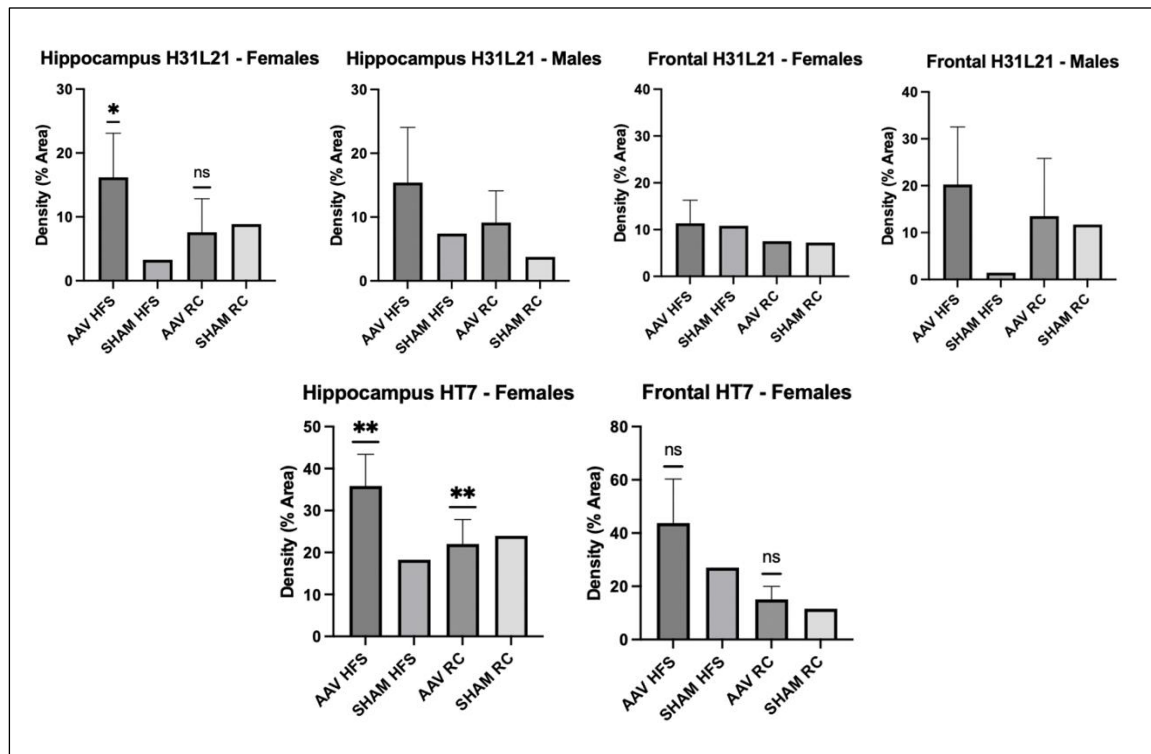 Hippocampus H31L21 - Females
Density (% Area)
30
20
10
0
*
ns
AAV HFS
SHAM HFS
AAV RC
SHAM RC
Hippocampus H31L21 - Males
Density (% Area)
30
20
10
0
AAV HFS
SHAM HFS
AAV RC
SHAM RC
Frontal H31L21 - Females
Density (% Area)
40
30
20
10
0
AAV HFS
SHAM HFS
AAV RC
SHAM RC
Frontal H31L21 - Males
Density (% Area)
40
30
20
10
0
AAV HFS
SHAM HFS
AAV RC
SHAM RC
Hippocampus HT7 - Females
Density (% Area)
50
40
30
20
10
0
**
**
AAV HFS
SHAM HFS
AAV RC
SHAM RC
Frontal HT7 - Females
Density (% Area)
80
60
40
20
0
ns
ns
AAV HFS
SHAM HFS
AAV RC
SHAM RC